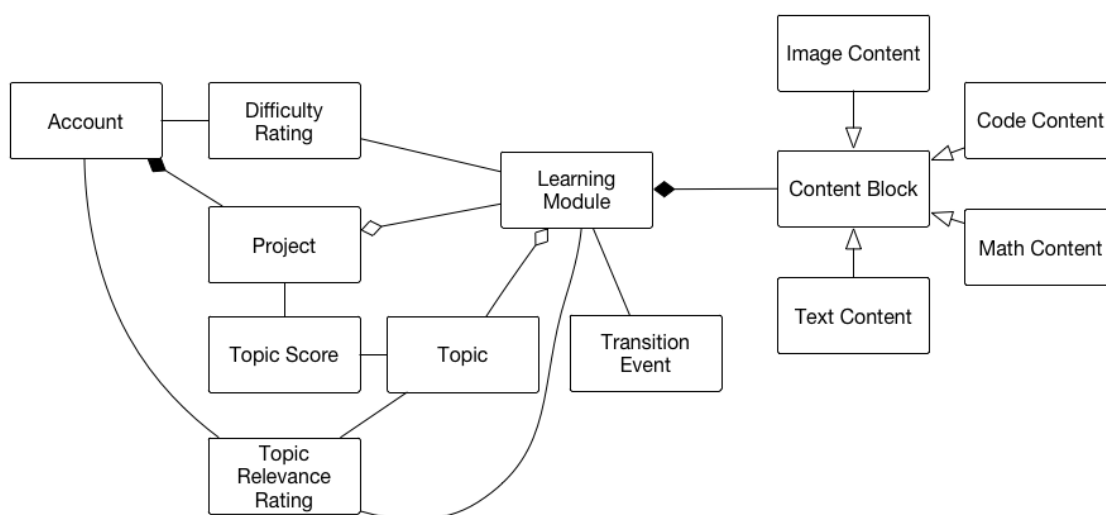 Image Content
Account
Difficulty
Rating
Code Content
Learning
Module
Content Block
Project
Math Content
Topic Score
Topic
Transition
Event
Text Content
Topic
Relevance
Rating